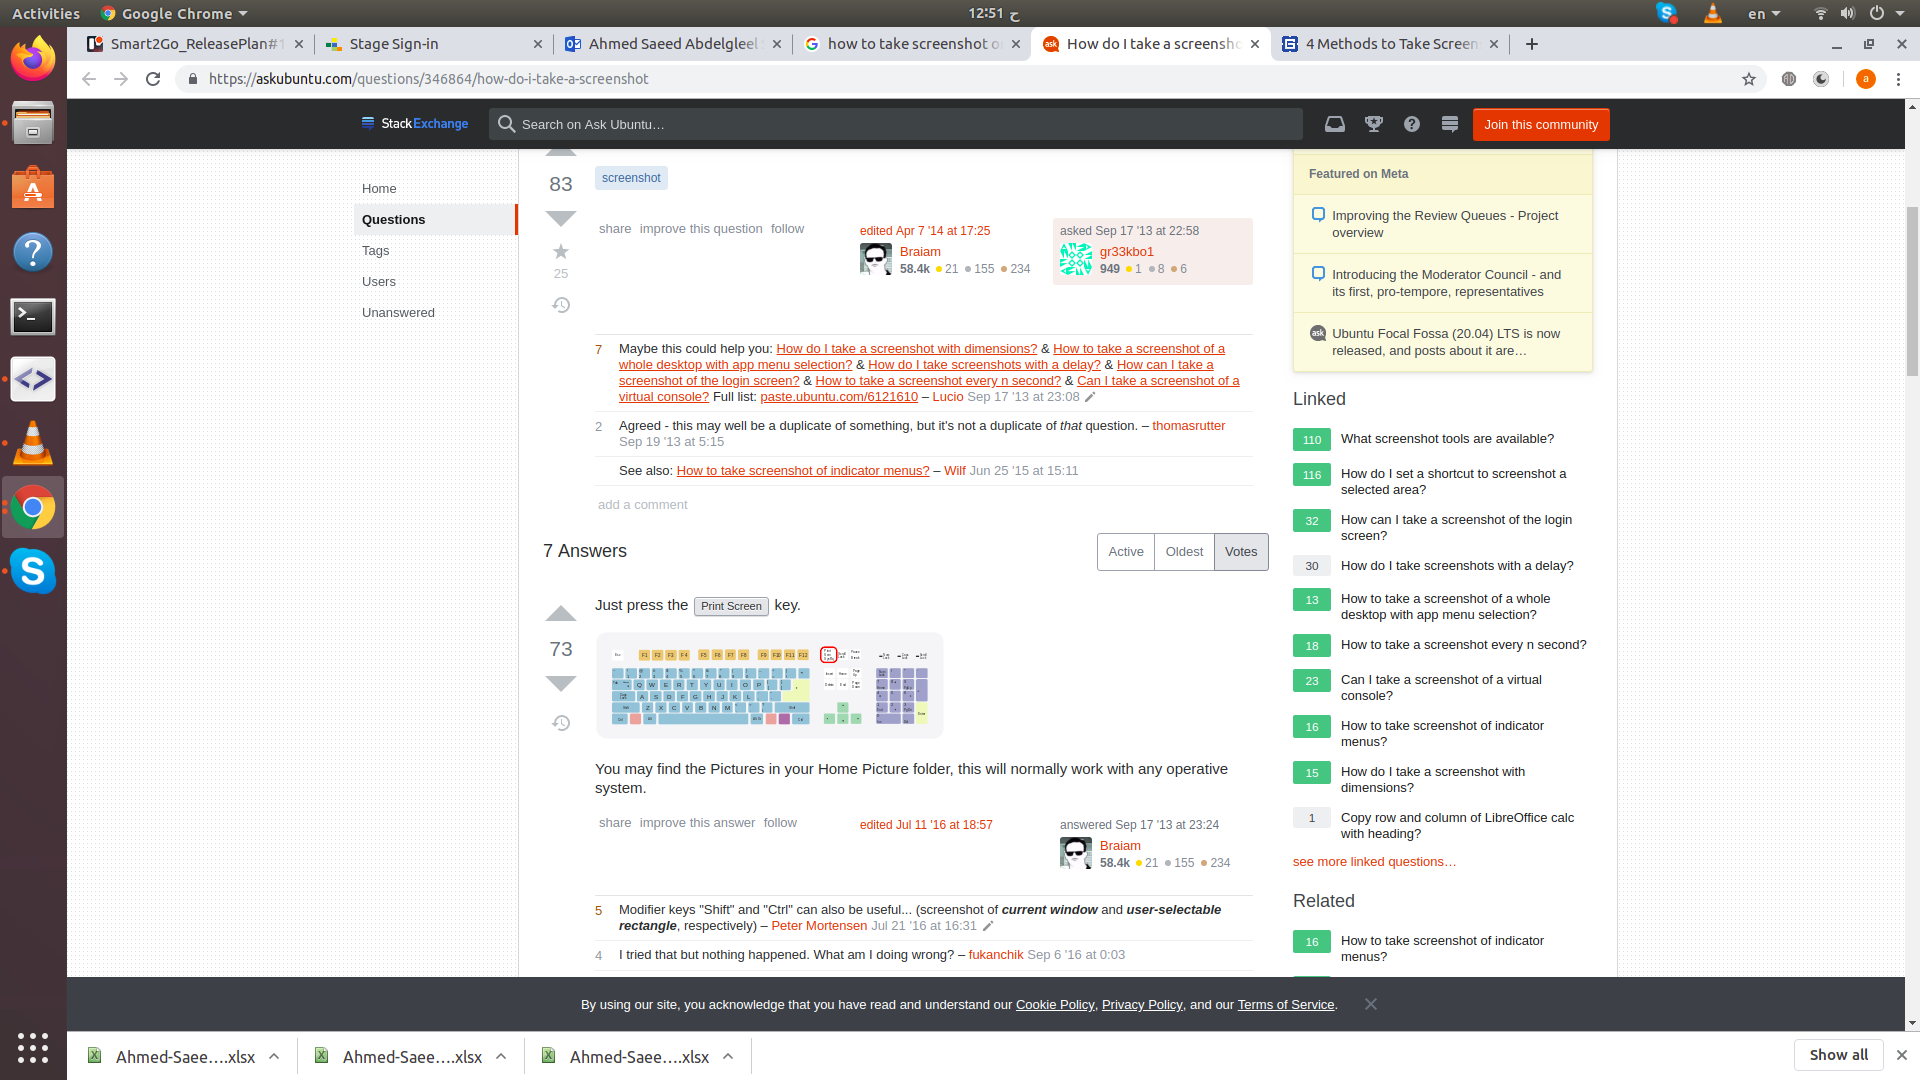 Activities
Google Chrome
12:51 ح
en
Smart2Go_ReleasePlan#1
Stage Sign-in
Ahmed Saeed Abdelgleel
how to take screenshot o
How do I take a screensho
4 Methods to Take Screen
https://askubuntu.com/questions/346864/how-do-i-take-a-screenshot
a
StackExchange
Search on Ask Ubuntu…
Join this community
Home
Questions
Tags
Users
Unanswered
83
25
screenshot
share improve this question follow
edited Apr 7 '14 at 17:25
Braiam
58.4k 21 155 234
asked Sep 17 '13 at 22:58
gr33kbo1
949 1 8 6
7 Maybe this could help you: How do I take a screenshot with dimensions? & How to take a screenshot of a
whole desktop with app menu selection? & How do I take screenshots with a delay? & How can I take a
screenshot of the login screen? & How to take a screenshot every n second? & Can I take a screenshot of a
virtual console? Full list: paste.ubuntu.com/6121610 – Lucio Sep 17 '13 at 23:08
2 Agreed - this may well be a duplicate of something, but it's not a duplicate of that question. – thomasrutter
Sep 19 '13 at 5:15
See also: How to take screenshot of indicator menus? – Wilf Jun 25 '15 at 15:11
add a comment
7 Answers
Active Oldest Votes
73
Just press the Print Screen key.
F1 F2 F3 F4 F5 F6 F7 F8 F9 F10 F11 F12
Q W E R T Y U I O P
A S D F G H J K L
Z X C V B N M
You may find the Pictures in your Home Picture folder, this will normally work with any operative
system.
share improve this answer follow
edited Jul 11 '16 at 18:57
answered Sep 17 '13 at 23:24
Braiam
58.4k 21 155 234
5 Modifier keys "Shift" and "Ctrl" can also be useful... (screenshot of current window and user-selectable
rectangle, respectively) – Peter Mortensen Jul 21 '16 at 16:31
4 I tried that but nothing happened. What am I doing wrong? – fukanchik Sep 6 '16 at 0:03
Featured on Meta
Improving the Review Queues - Project
overview
Introducing the Moderator Council - and
its first, pro-tempore, representatives
ask Ubuntu Focal Fossa (20.04) LTS is now
released, and posts about it are…
Linked
110 What screenshot tools are available?
116 How do I set a shortcut to screenshot a
selected area?
32 How can I take a screenshot of the login
screen?
30 How do I take screenshots with a delay?
13 How to take a screenshot of a whole
desktop with app menu selection?
18 How to take a screenshot every n second?
23 Can I take a screenshot of a virtual
console?
16 How to take screenshot of indicator
menus?
15 How do I take a screenshot with
dimensions?
1 Copy row and column of LibreOffice calc
with heading?
see more linked questions…
Related
16 How to take screenshot of indicator
menus?
By using our site, you acknowledge that you have read and understand our Cookie Policy, Privacy Policy, and our Terms of Service.
Ahmed-Saee….xlsx
Ahmed-Saee….xlsx
Ahmed-Saee….xlsx
Show all